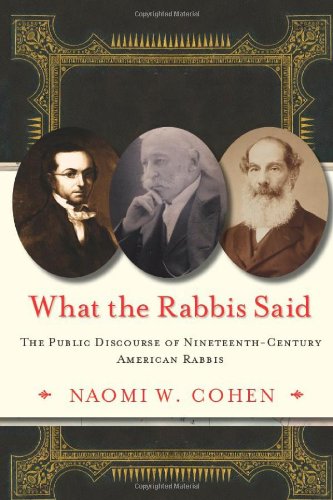 What the Rabbis Said
The Public Discourse of Nineteenth-Century
American Rabbis
Naomi W. Cohen